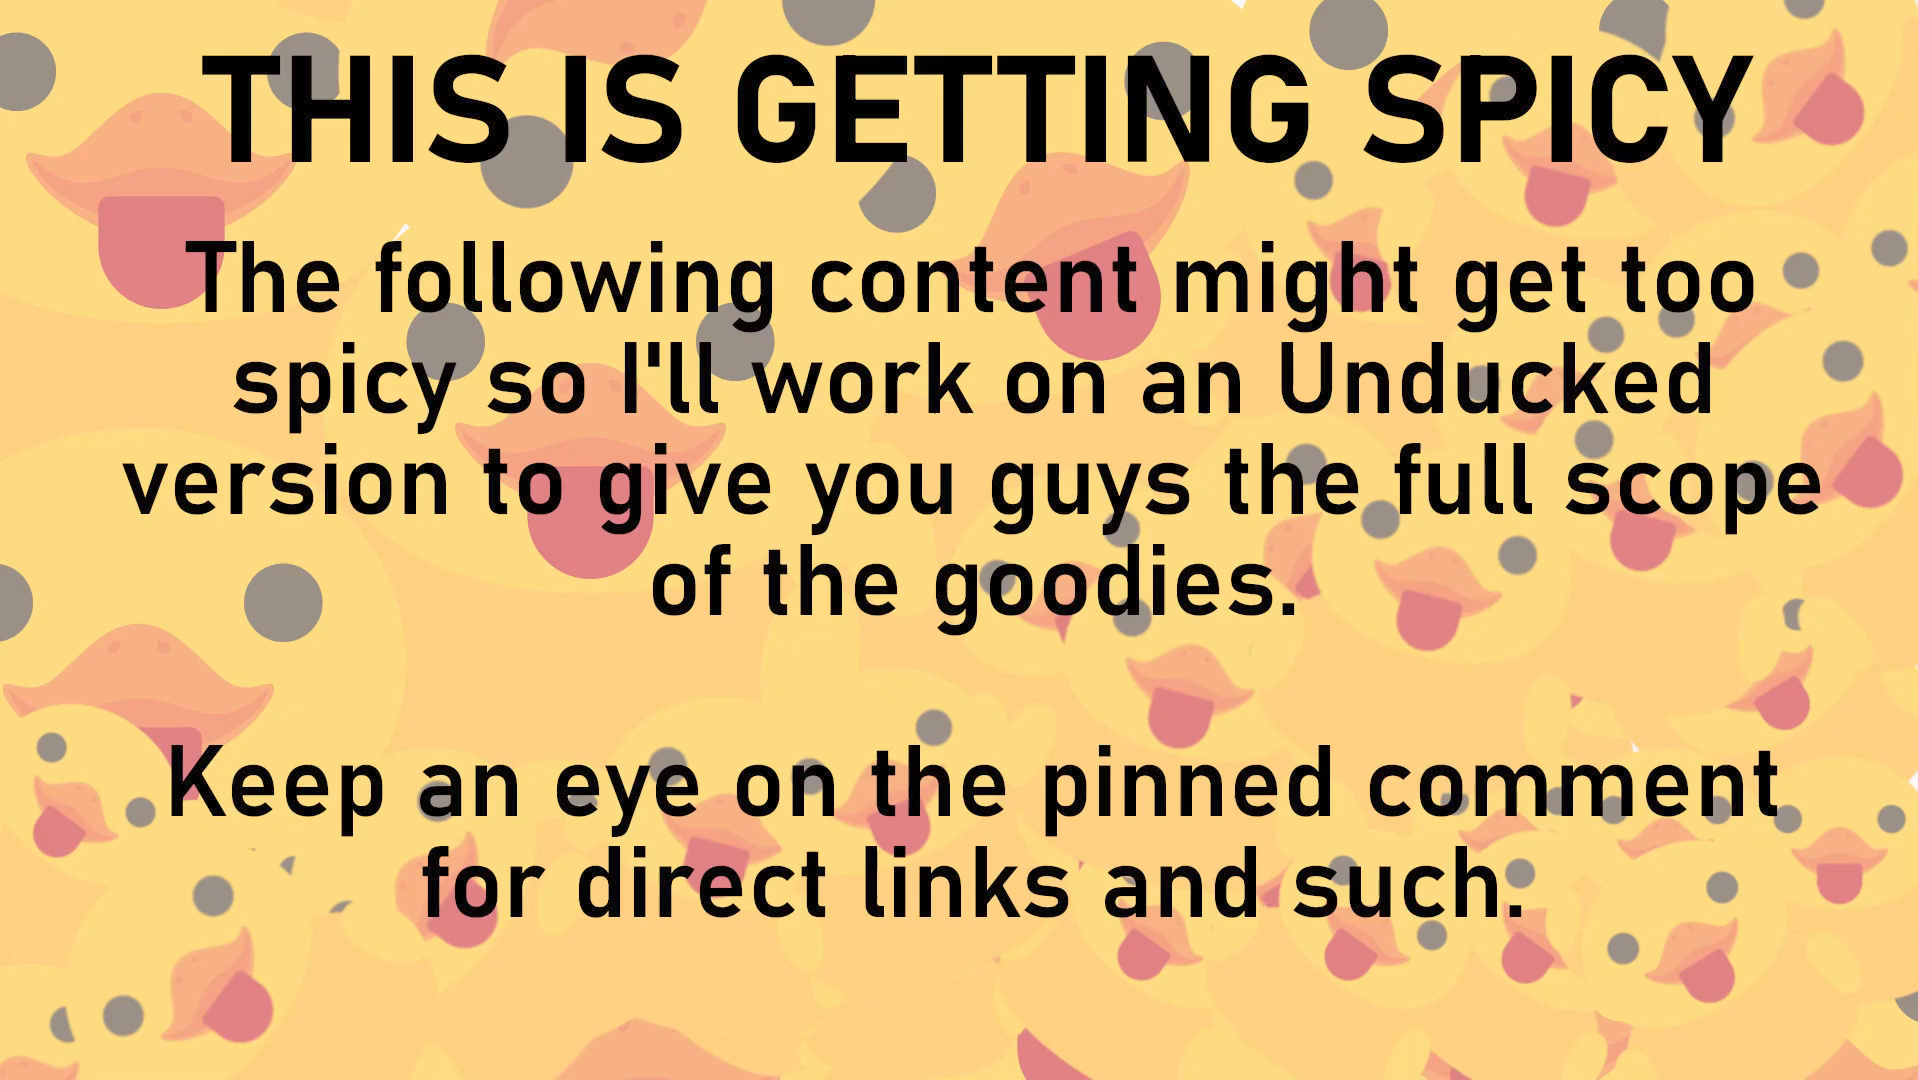 THIS IS GETTING SPICY
The following content might get too
spicy so I'll work on an Unducked
version to give you guys the full scope
of the goodies.
Keep an eye on the pinned comment
for direct links and such.